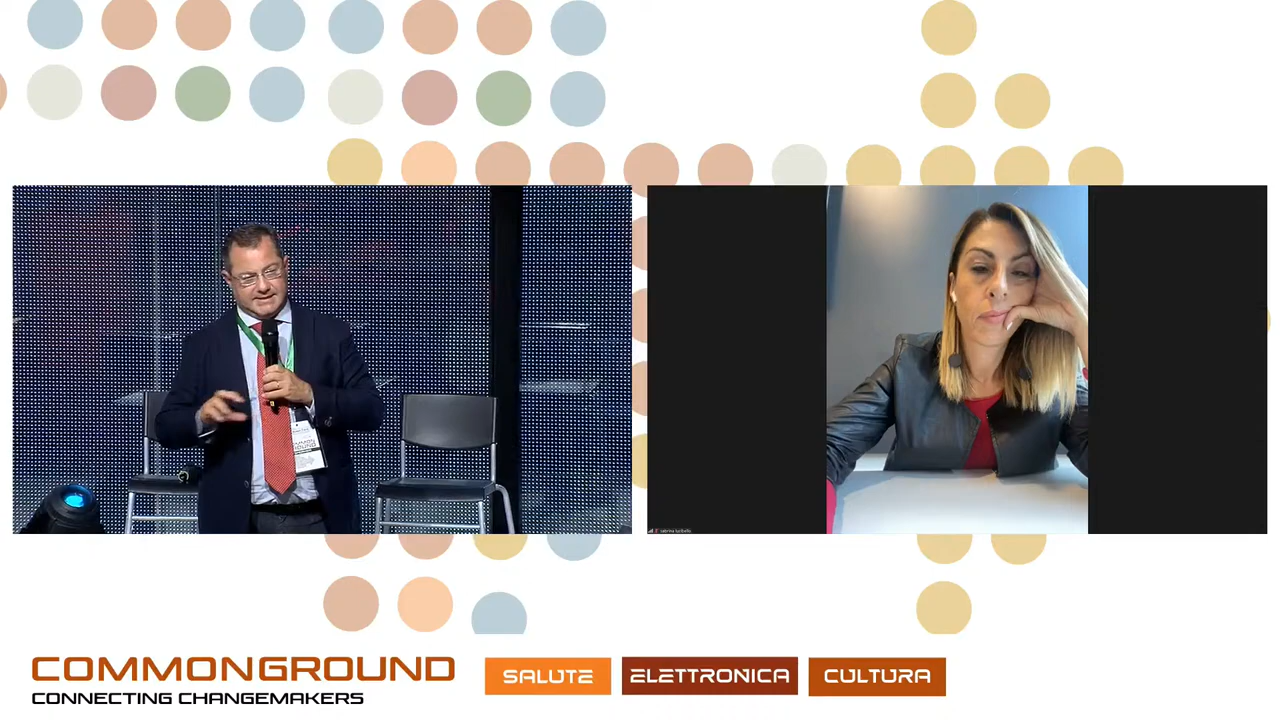 COMMONGROUND
CONNECTING CHANGEMAKERS
SALUTE
ELETTRONICA
CULTURA